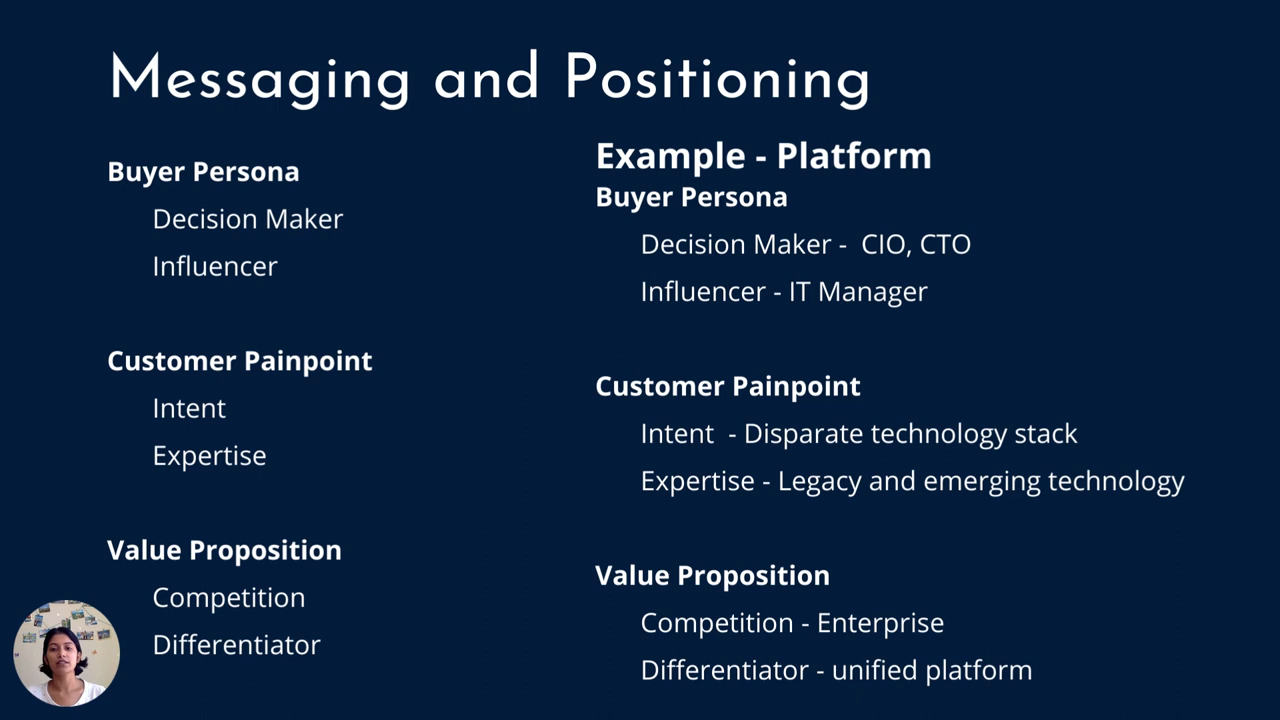 Messaging and Positioning
Buyer Persona
Decision Maker
Influencer
Customer Painpoint
Intent
Expertise
Value Proposition
Competition
Differentiator
Example - Platform
Buyer Persona
Decision Maker -  CIO, CTO
Influencer - IT Manager
Customer Painpoint
Intent  - Disparate technology stack
Expertise - Legacy and emerging technology
Value Proposition
Competition - Enterprise
Differentiator - unified platform